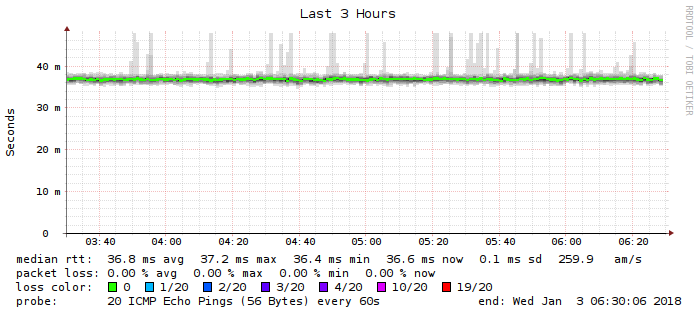 Last 3 Hours
RRDTOOL / TOBI OETIKER
Seconds
40 m
30 m
20 m
10 m
0
03:40 04:00 04:20 04:40 05:00 05:20 05:40 06:00 06:20
median rtt: 36.8 ms avg 37.2 ms max 36.4 ms min 36.6 ms now 0.1 ms sd 259.9 am/s
packet loss: 0.00 % avg 0.00 % max 0.00 % min 0.00 % now
loss color: 0 1/20 2/20 3/20 4/20 10/20 19/20
probe: 20 ICMP Echo Pings (56 Bytes) every 60s end: Wed Jan 3 06:30:06 2018